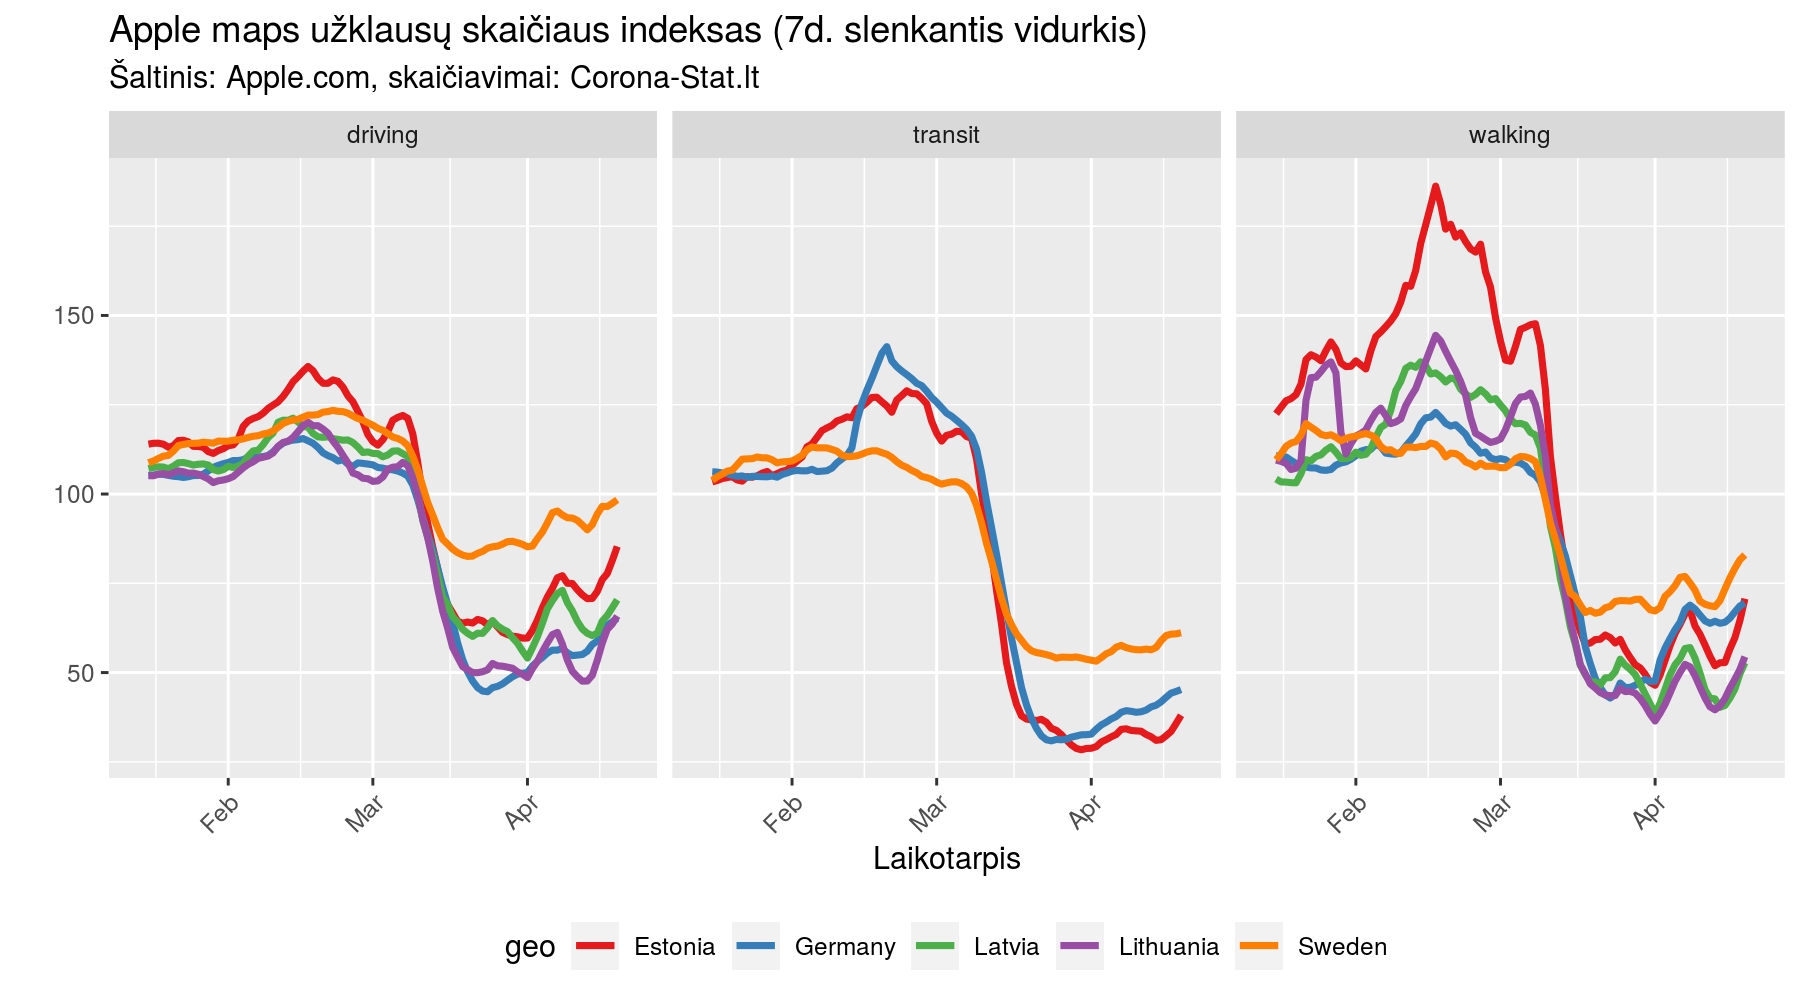 Apple maps užklausų skaičiaus indeksas (7d. slenkantis vidurkis)
Šaltinis: Apple.com, skaičiavimai: Corona-Stat.lt
driving transit walking
150
100
50
Feb Mar Apr Feb Mar Apr Feb Mar Apr
Laikotarpis
geo Estonia Germany Latvia Lithuania Sweden